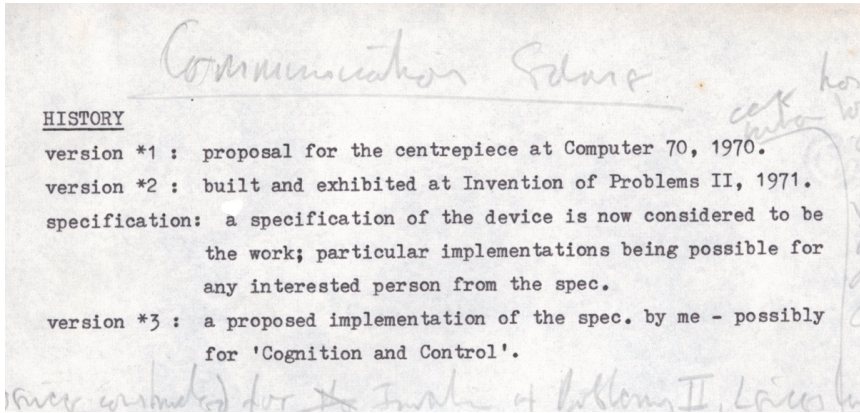 Communication Game
HISTORY
version *1 : proposal for the centrepiece at Computer 70, 1970.
version *2 : built and exhibited at Invention of Problems II, 1971.
specification: a specification of the device is now considered to be
the work; particular implementations being possible for
any interested person from the spec.
version *3 : a proposed implementation of the spec. by me - possibly
for 'Cognition and Control'.
constructed for of Problems II,